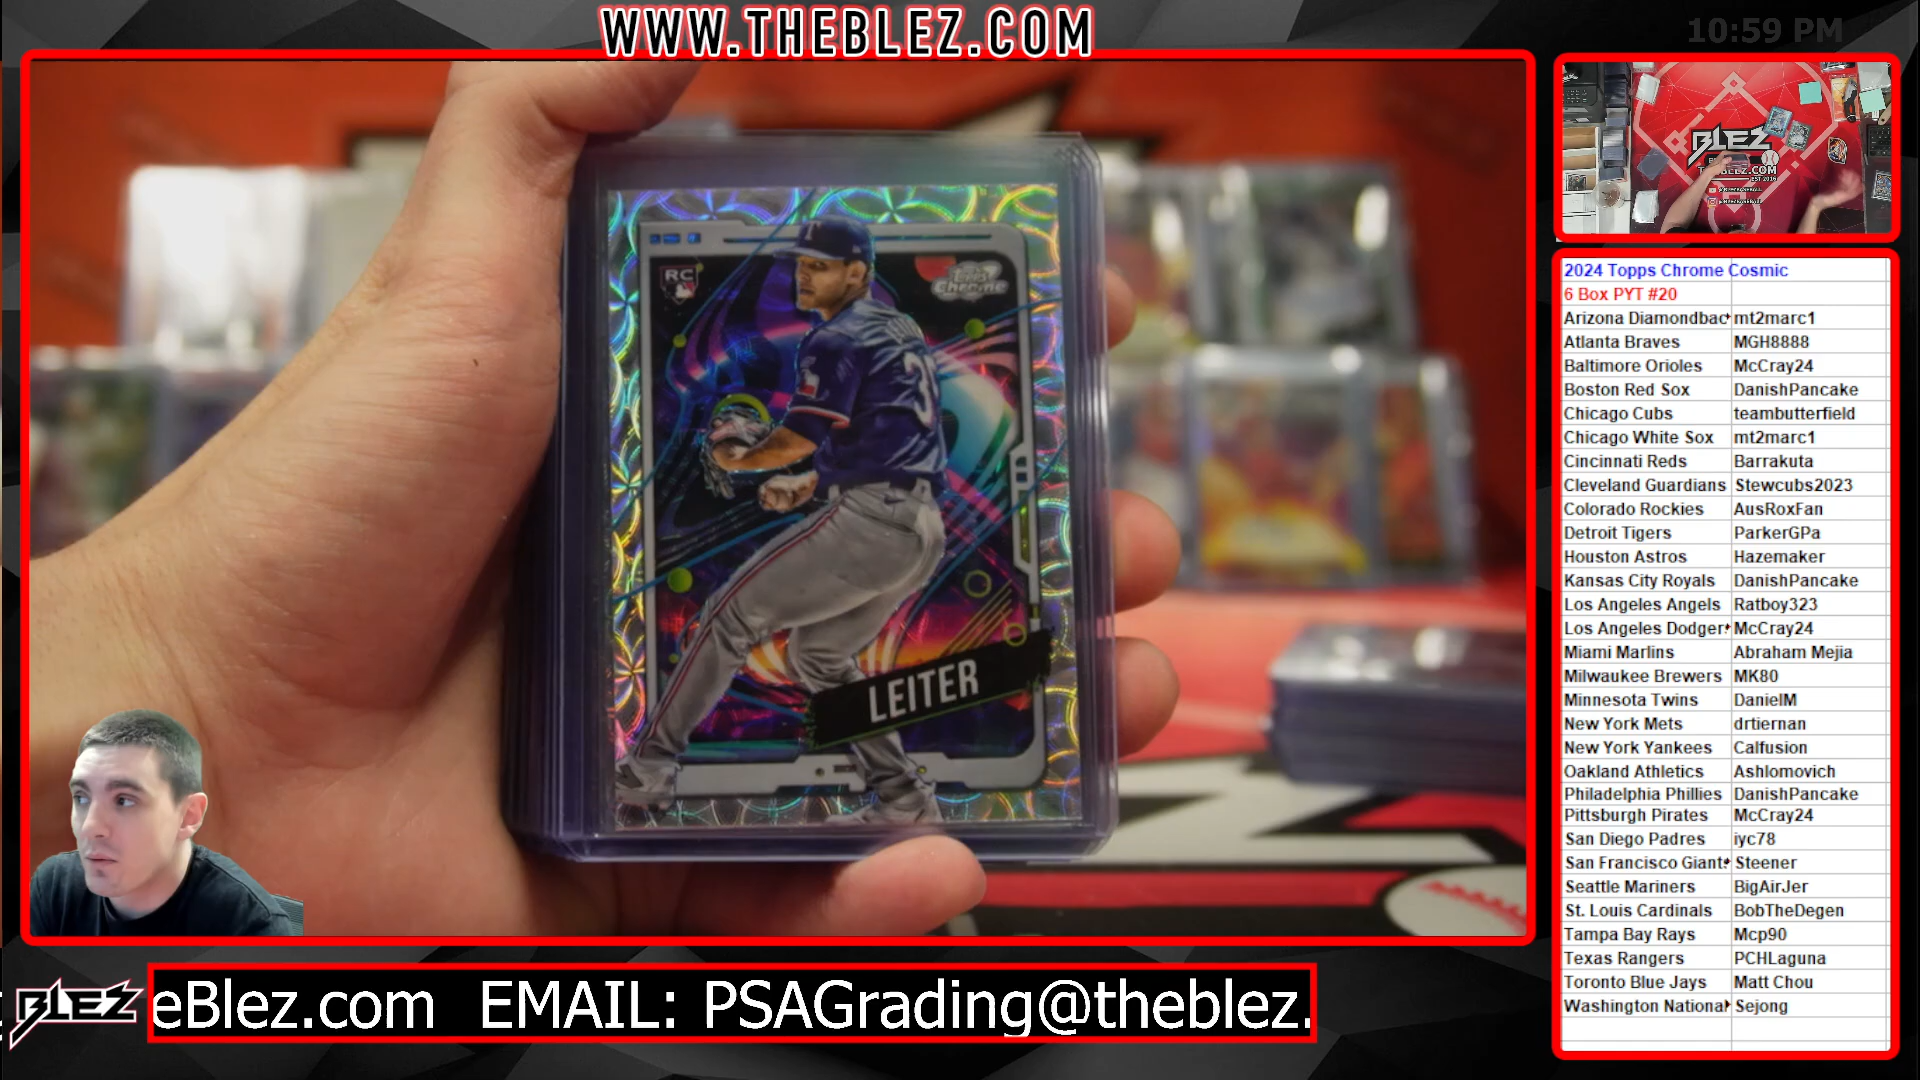 WWW.THEBLEZ.COM
10:59 PM
RC
Topps
Chrome
T
35
LEITER
BLEZ
THEBLEZ.COM
2024 Topps Chrome Cosmic
6 Box PYT #20
Arizona Diamondbac mt2marc1
Atlanta Braves MGH8888
Baltimore Orioles McCray24
Boston Red Sox DanishPancake
Chicago Cubs teambutterfield
Chicago White Sox mt2marc1
Cincinnati Reds Barrakuta
Cleveland Guardians Stewcubs2023
Colorado Rockies AusRoxFan
Detroit Tigers ParkerGPa
Houston Astros Hazemaker
Kansas City Royals DanishPancake
Los Angeles Angels Ratboy323
Los Angeles Dodger McCray24
Miami Marlins Abraham Mejia
Milwaukee Brewers MK80
Minnesota Twins DanielM
New York Mets drtiernan
New York Yankees Calfusion
Oakland Athletics Ashlomovich
Philadelphia Phillies DanishPancake
Pittsburgh Pirates McCray24
San Diego Padres iyc78
San Francisco Giant Steener
Seattle Mariners BigAirJer
St. Louis Cardinals BobTheDegen
Tampa Bay Rays Mcp90
Texas Rangers PCHLaguna
Toronto Blue Jays Matt Chou
Washington National Sejong
BLEZ
eBlez.com EMAIL: PSAGrading@theblez.